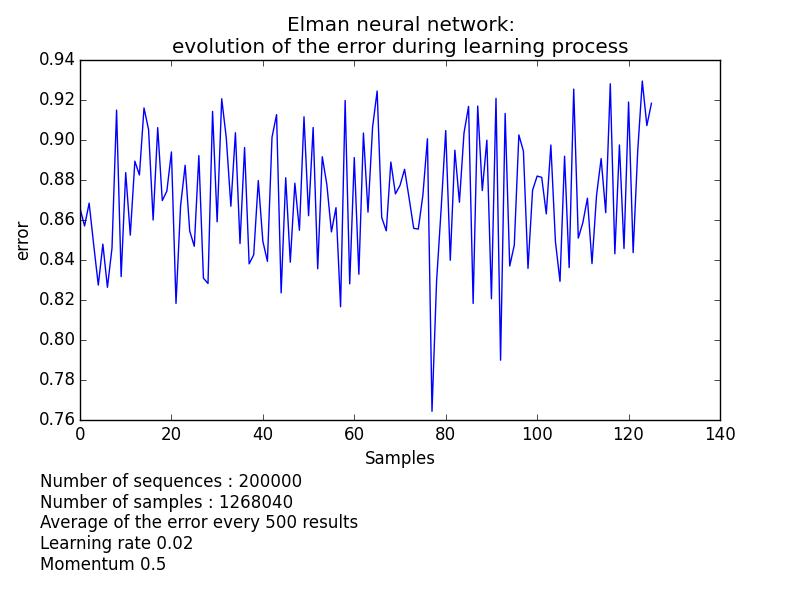 Elman neural network:
evolution of the error during learning process
error
0.94
0.92
0.90
0.88
0.86
0.84
0.82
0.80
0.78
0.76
0 20 40 60 80 100 120 140
Samples
Number of sequences : 200000
Number of samples : 1268040
Average of the error every 500 results
Learning rate 0.02
Momentum 0.5